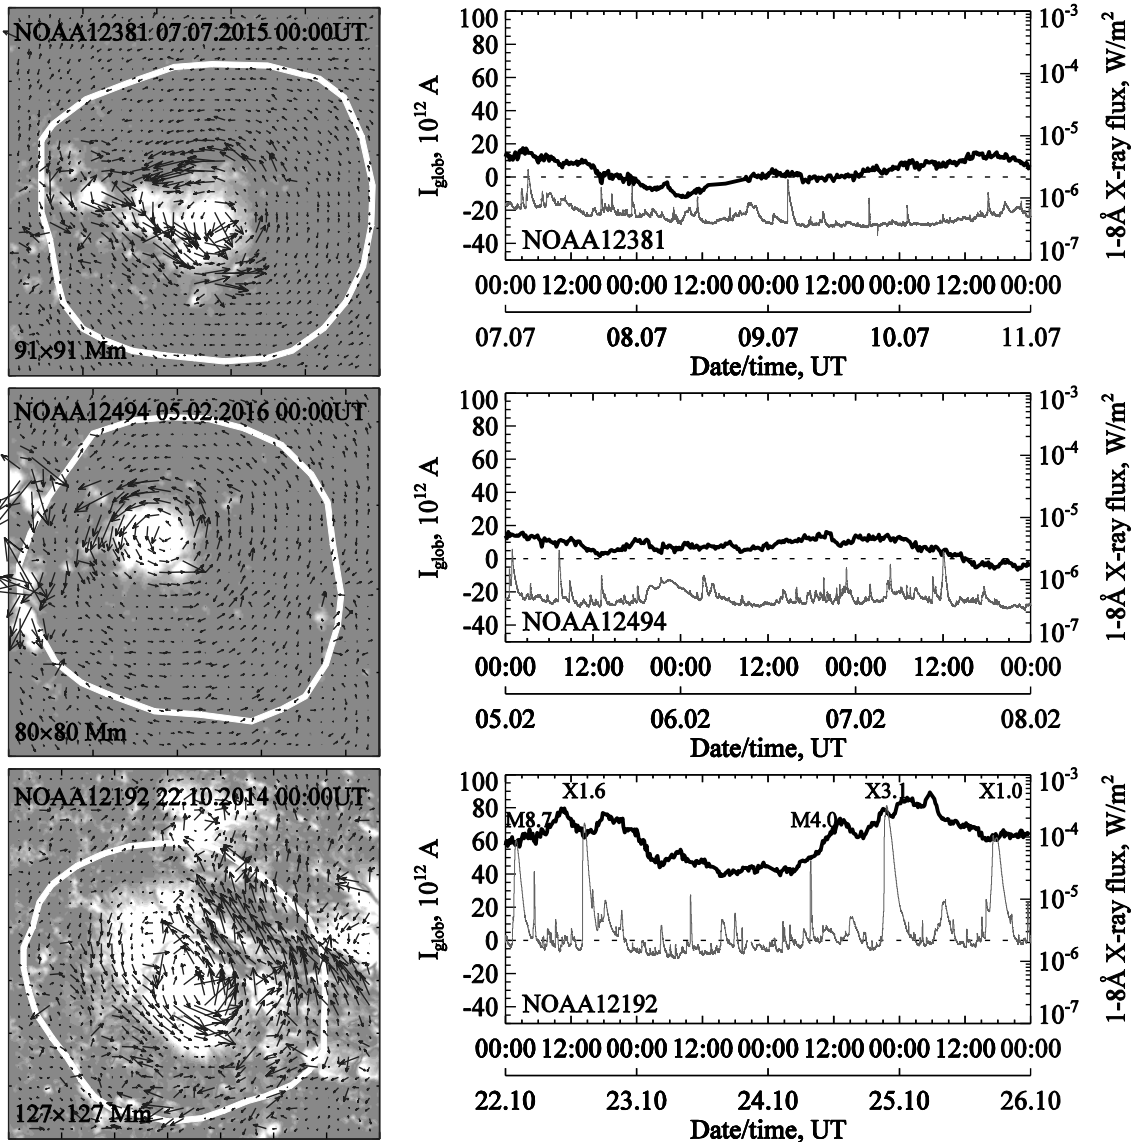 NOAA12381 07.07.2015 00:00UT
91×91 Mm
100
80
60
40
20
0
-20
-40
I_glob, 10^12 A
10^-3
10^-4
10^-5
10^-6
10^-7
1-8Å X-ray flux, W/m^2
NOAA12381
00:00 12:00 00:00 12:00 00:00 12:00 00:00 12:00 00:00
07.07 08.07 09.07 10.07 11.07
Date/time, UT
NOAA12494 05.02.2016 00:00UT
80×80 Mm
100
80
60
40
20
0
-20
-40
I_glob, 10^12 A
10^-3
10^-4
10^-5
10^-6
10^-7
1-8Å X-ray flux, W/m^2
NOAA12494
00:00 12:00 00:00 12:00 00:00 12:00 00:00
05.02 06.02 07.02 08.02
Date/time, UT
NOAA12192 22.10.2014 00:00UT
127×127 Mm
100
80
60
40
20
0
-20
-40
I_glob, 10^12 A
X1.6 X3.1 X1.0
M8.7 M4.0
10^-3
10^-4
10^-5
10^-6
10^-7
1-8Å X-ray flux, W/m^2
NOAA12192
00:00 12:00 00:00 12:00 00:00 12:00 00:00 12:00 00:00
22.10 23.10 24.10 25.10 26.10
Date/time, UT